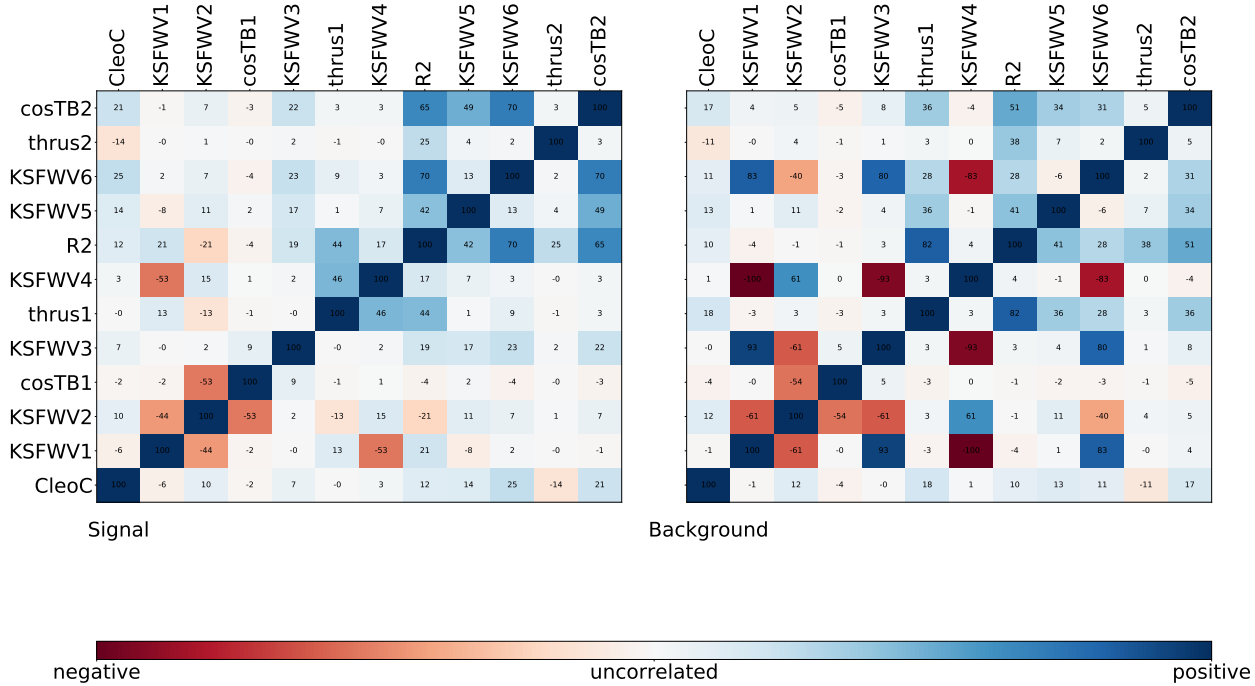 CleoC KSFWV1 KSFWV2 cosTB1 KSFWV3 thrus1 KSFWV4 R2 KSFWV5 KSFWV6 thrus2 cosTB2 CleoC KSFWV1 KSFWV2 cosTB1 KSFWV3 thrus1 KSFWV4 R2 KSFWV5 KSFWV6 thrus2 cosTB2
cosTB2 21 -1 7 -3 22 3 3 65 49 70 3 100 17 4 5 -5 8 36 -4 51 34 31 5 100
thrus2 -14 -0 1 -0 2 -1 -0 25 4 2 100 3 -11 -0 4 -1 1 3 0 38 7 2 100 5
KSFWV6 25 2 7 -4 23 9 3 70 13 100 2 70 11 83 -40 -3 80 28 -83 28 -6 100 2 31
KSFWV5 14 -8 11 2 17 1 7 42 100 13 4 49 13 1 11 -2 4 36 -1 41 100 -6 7 34
R2 12 21 -21 -4 19 44 17 100 42 70 25 65 10 -4 -1 -1 3 82 4 100 41 28 38 51
KSFWV4 3 -53 15 1 2 46 100 17 7 3 -0 3 1 -100 61 0 -93 3 100 4 -1 -83 0 -4
thrus1 -0 13 -13 -1 -0 100 46 44 1 9 -1 3 18 -3 3 -3 3 100 3 82 36 28 3 36
KSFWV3 7 -0 2 9 100 -0 2 19 17 23 2 22 -0 93 -61 5 100 3 -93 3 4 80 1 8
cosTB1 -2 -2 -53 100 9 -1 1 -4 2 -4 -0 -3 -4 -0 -54 100 5 -3 0 -1 -2 -3 -1 -5
KSFWV2 10 -44 100 -53 2 -13 15 -21 11 7 1 7 12 -61 100 -54 -61 3 61 -1 11 -40 4 5
KSFWV1 -6 100 -44 -2 -0 13 -53 21 -8 2 -0 -1 -1 100 -61 -0 93 -3 -100 -4 1 83 -0 4
CleoC 100 -6 10 -2 7 -0 3 12 14 25 -14 21 100 -1 12 -4 -0 18 1 10 13 11 -11 17
Signal Background
negative uncorrelated positive